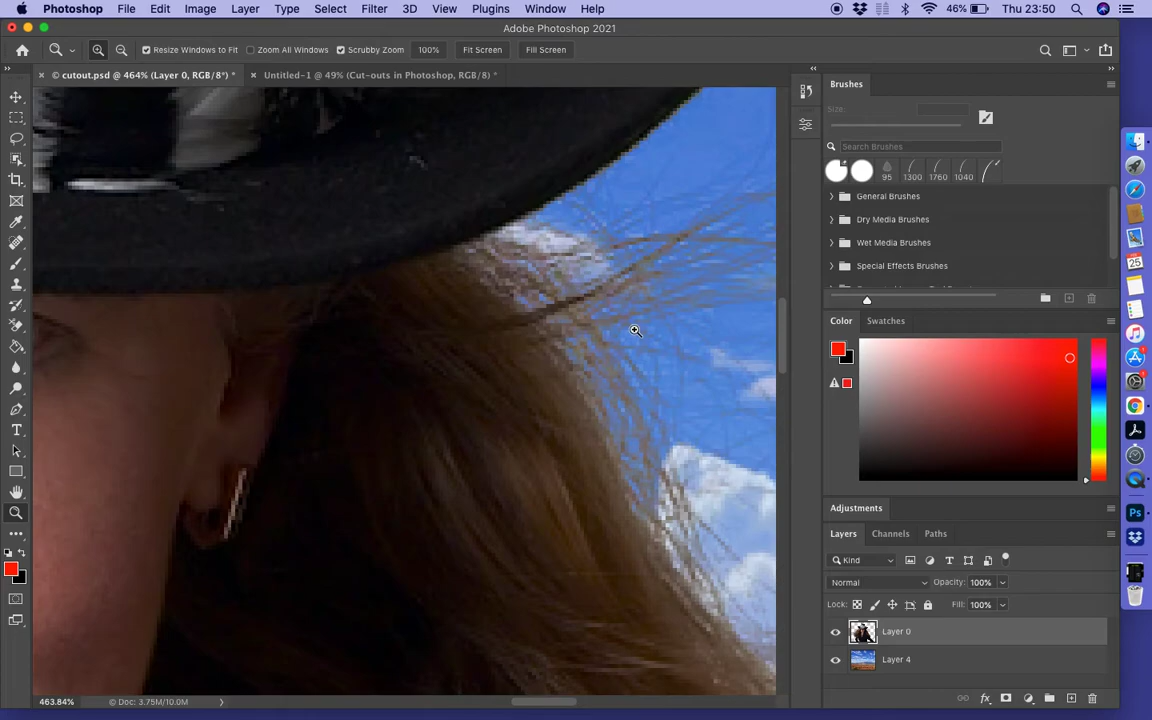 Photoshop File Edit Image Layer Type Select Filter 3D View Plugins Window Help 46% Thu 23:50
Adobe Photoshop 2021
Resize Windows to Fit Zoom All Windows Scrubby Zoom 100% Fit Screen Fill Screen
© cutout.psd @ 464% (Layer 0, RGB/8*) * Untitled-1 @ 49% (Cut-outs in Photoshop, RGB/8) *
Brushes
Size:
Search Brushes
95 1300 1760 1040
General Brushes
Dry Media Brushes
Wet Media Brushes
Special Effects Brushes
Color Swatches
Adjustments
Layers Channels Paths
Kind
Normal Opacity: 100%
Lock: Fill: 100%
Layer 0
Layer 4
fx
463.84% © Doc: 3.75M/10.0M
25
Ps